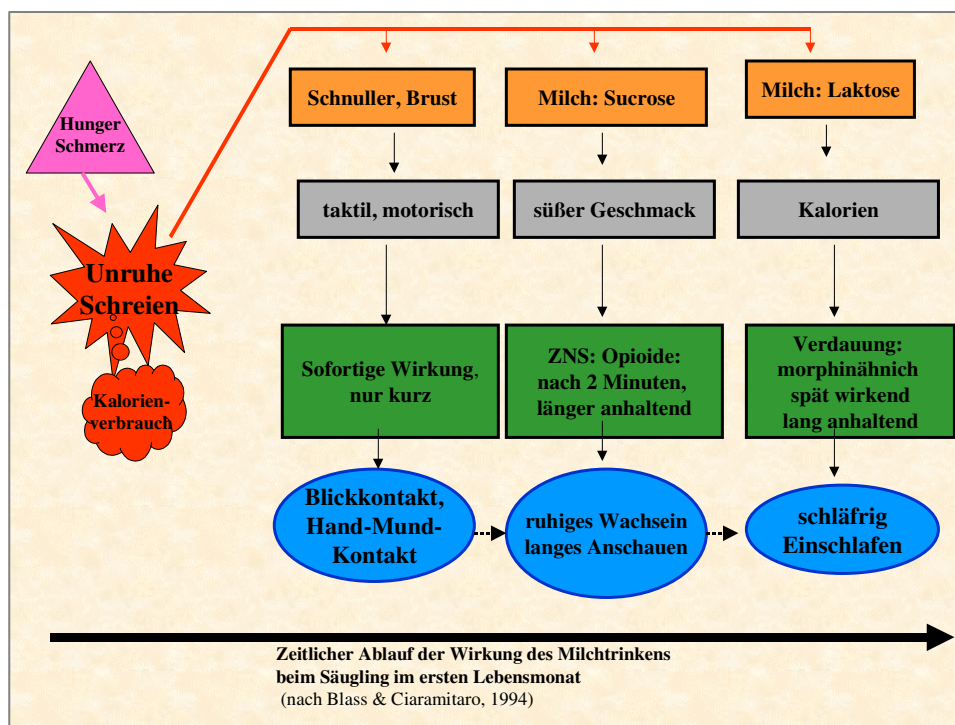 Hunger
Schmerz
Unruhe
Schreien
Kalorien-
verbrauch
Schnuller, Brust
taktil, motorisch
Sofortige Wirkung,
nur kurz
Blickkontakt,
Hand-Mund-
Kontakt
Milch: Sucrose
süßer Geschmack
ZNS: Opioide:
nach 2 Minuten,
länger anhaltend
ruhiges Wachsein
langes Anschauen
Milch: Laktose
Kalorien
Verdauung:
morphinähnich
spät wirkend
lang anhaltend
schläfrig
Einschlafen
Zeitlicher Ablauf der Wirkung des Milchtrinkens
beim Säugling im ersten Lebensmonat
(nach Blass & Ciaramitaro, 1994)